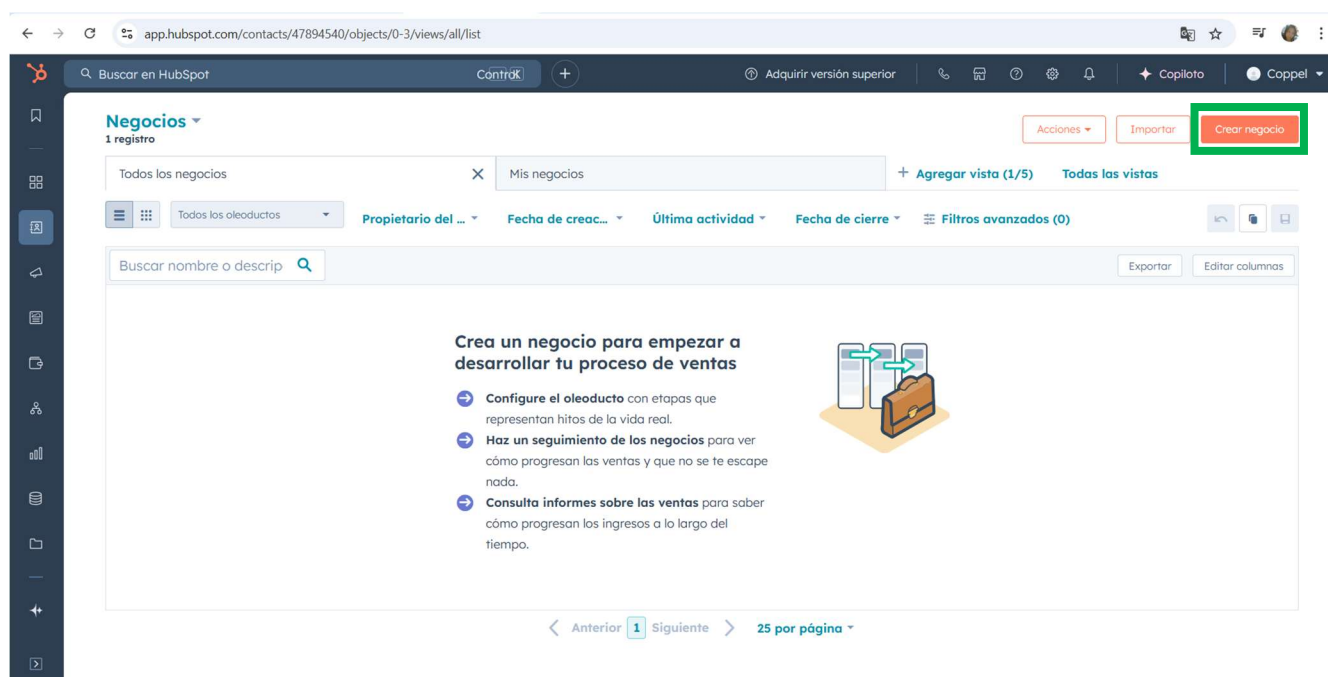 app.hubspot.com/contacts/47894540/objects/0-3/views/all/list
Buscar en HubSpot
Control K
Adquirir versión superior
Copiloto
Coppel
Negocios
1 registro
Acciones
Importar
Crear negocio
Todos los negocios
Mis negocios
+ Agregar vista (1/5)
Todas las vistas
Todos los oleoductos
Propietario del ...
Fecha de creac...
Última actividad
Fecha de cierre
Filtros avanzados (0)
Buscar nombre o descrip
Exportar
Editar columnas
Crea un negocio para empezar a
desarrollar tu proceso de ventas
Configure el oleoducto con etapas que
representan hitos de la vida real.
Haz un seguimiento de los negocios para ver
cómo progresan las ventas y que no se te escape
nada.
Consulta informes sobre las ventas para saber
cómo progresan los ingresos a lo largo del
tiempo.
Anterior 1 Siguiente
25 por página